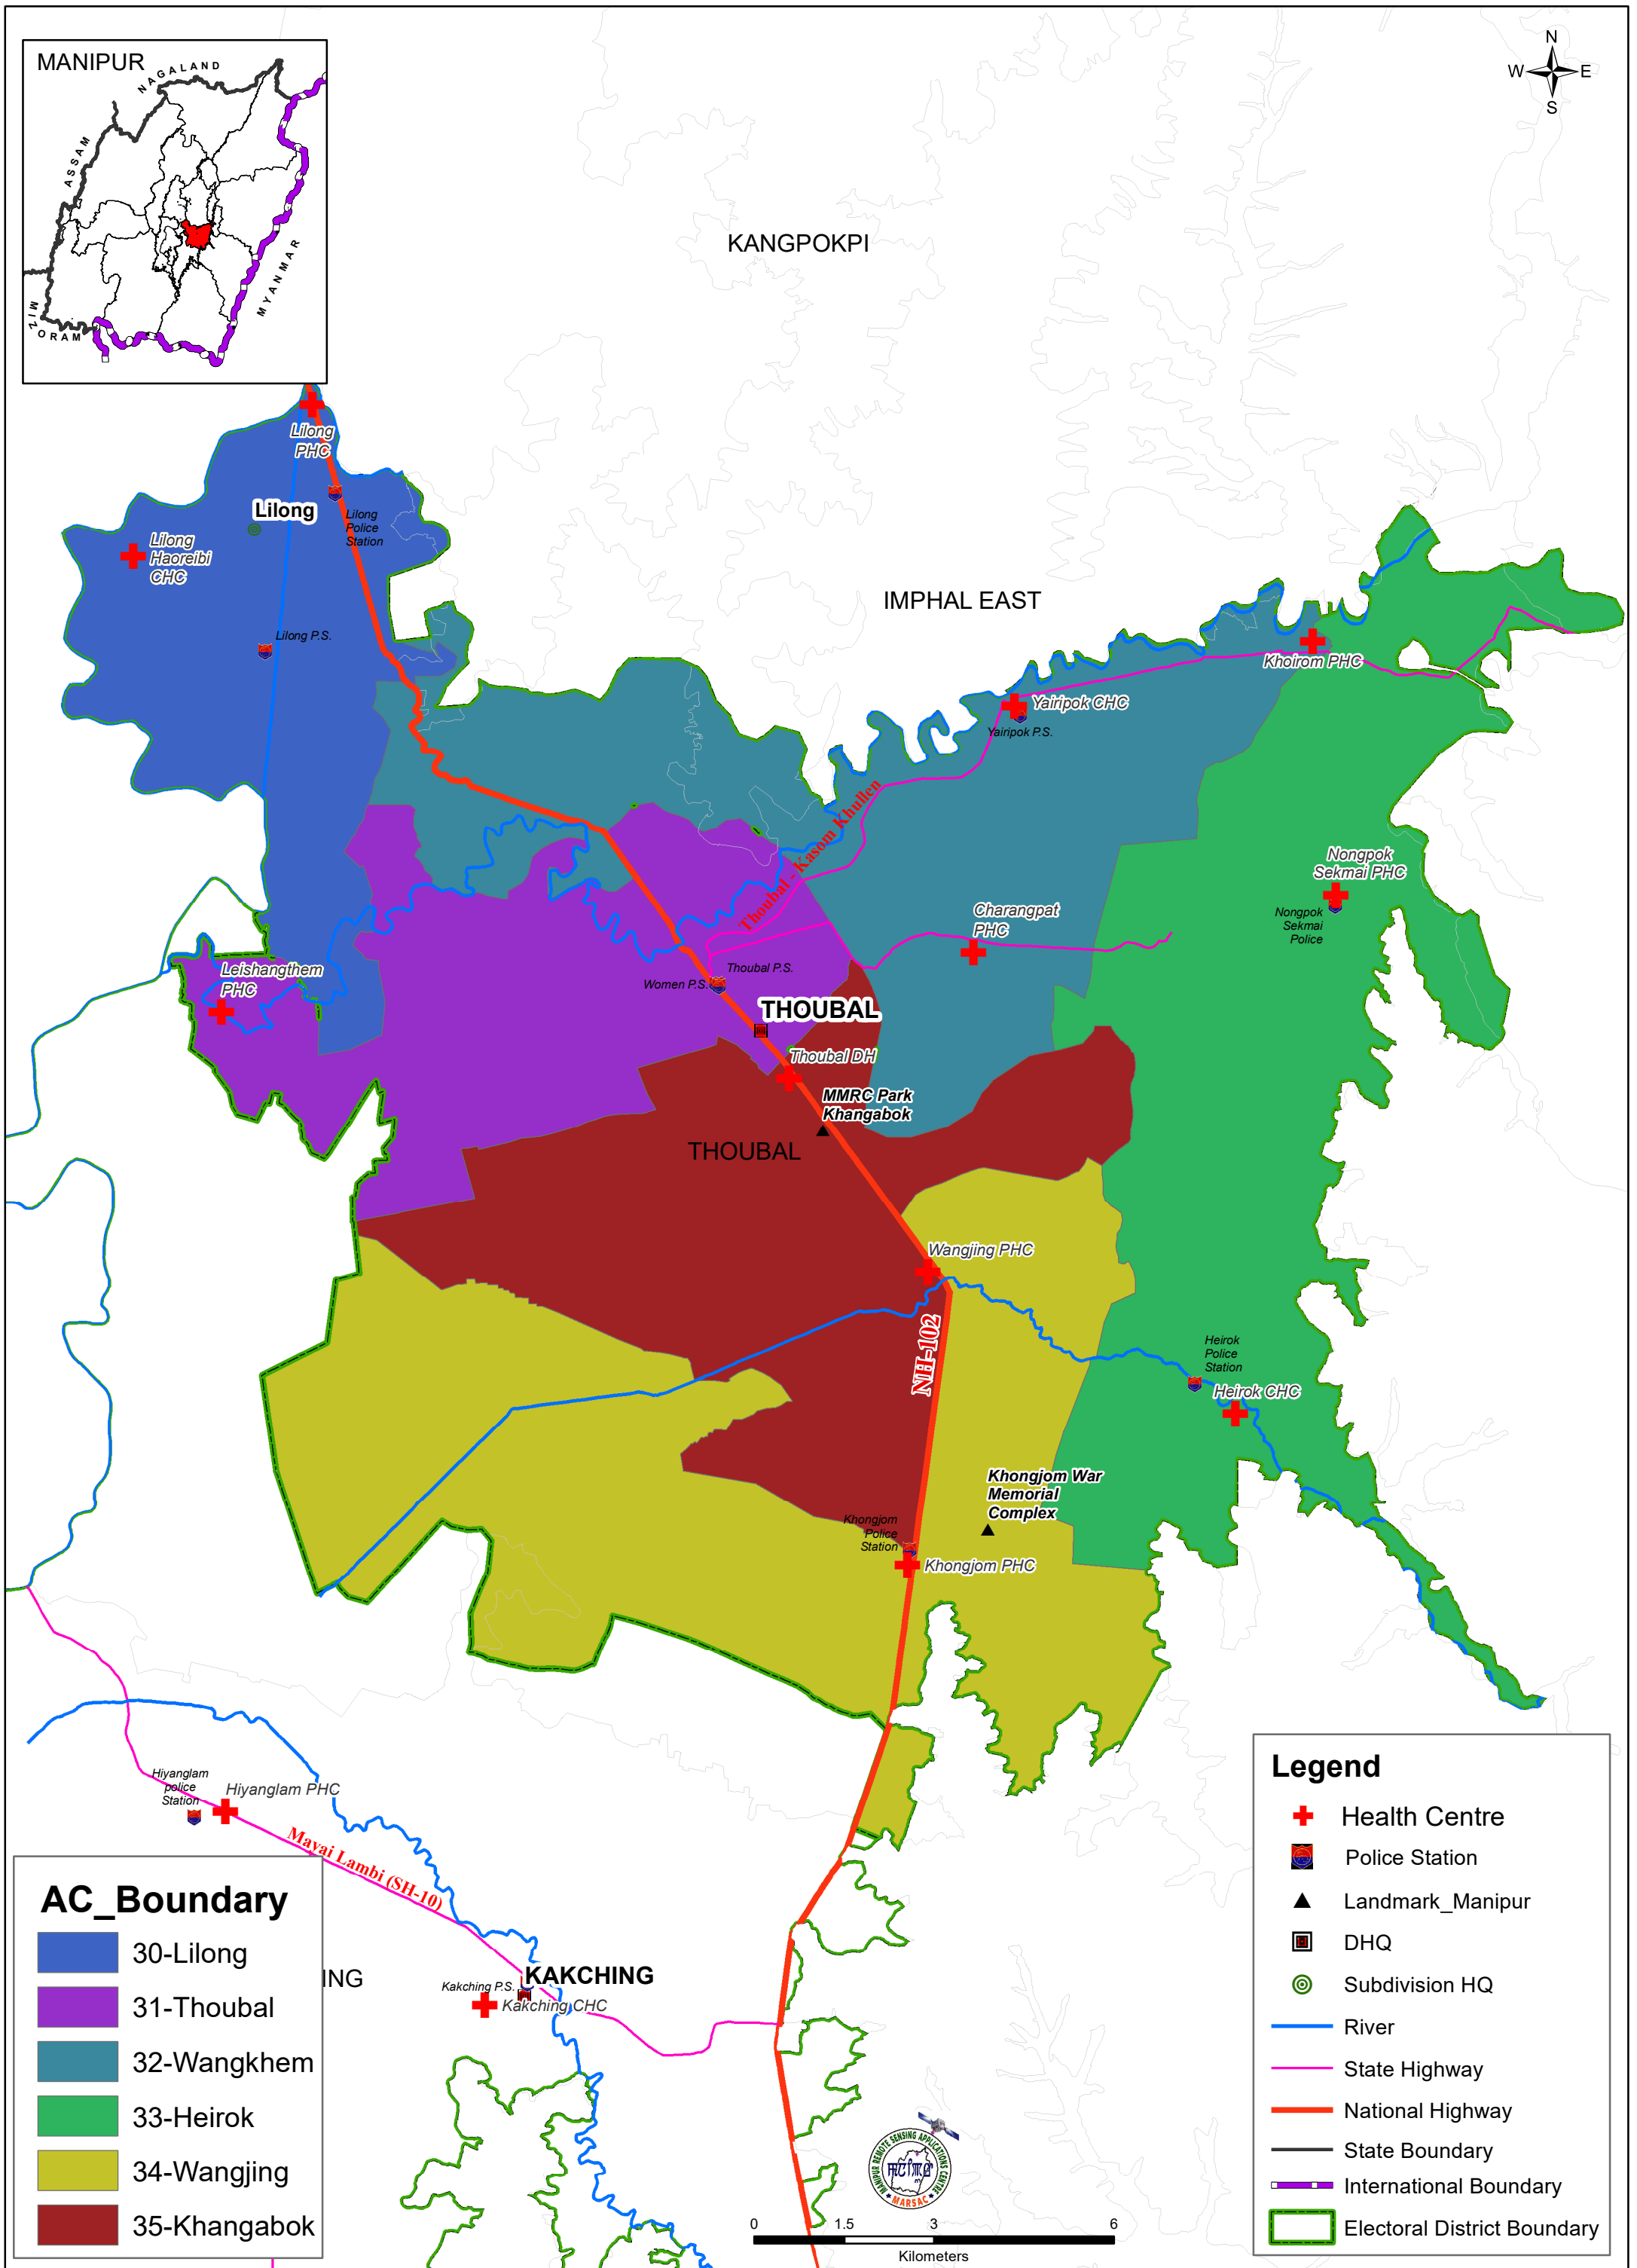 MANIPUR
NAGALAND
ASSAM
MIZORAM
MYANMAR
N
W
E
S
KANGPOKPI
Lilong
PHC
Lilong
Lilong
Police
Station
Lilong
Haoreibi
CHC
IMPHAL EAST
Lilong P.S.
Khoirom PHC
Yairipok CHC
Yairipok P.S.
Thoubal - Kasom Khullen
Nongpok
Sekmai PHC
Nongpok
Sekmai
Police
Charangpat
PHC
Leishangthem
PHC
Thoubal P.S.
Women P.S.
THOUBAL
Thoubal DH
MMRC Park
Khangabok
THOUBAL
Wangjing PHC
NH-102
Heirok
Police
Station
Heirok CHC
Khongjom War
Memorial
Complex
Khongjom
Police
Station
Khongjom PHC
Hiyanglam
police
Station
Hiyanglam PHC
Mayai Lambi (SH-10)
AC_Boundary
30-Lilong
31-Thoubal
32-Wangkhem
33-Heirok
34-Wangjing
35-Khangabok
ING
KAKCHING
Kakching P.S.
Kakching CHC
MANIPUR REMOTE SENSING APPLICATIONS CENTRE
MARSAC
0 1.5 3 6
Kilometers
Legend
Health Centre
Police Station
Landmark_Manipur
DHQ
Subdivision HQ
River
State Highway
National Highway
State Boundary
International Boundary
Electoral District Boundary